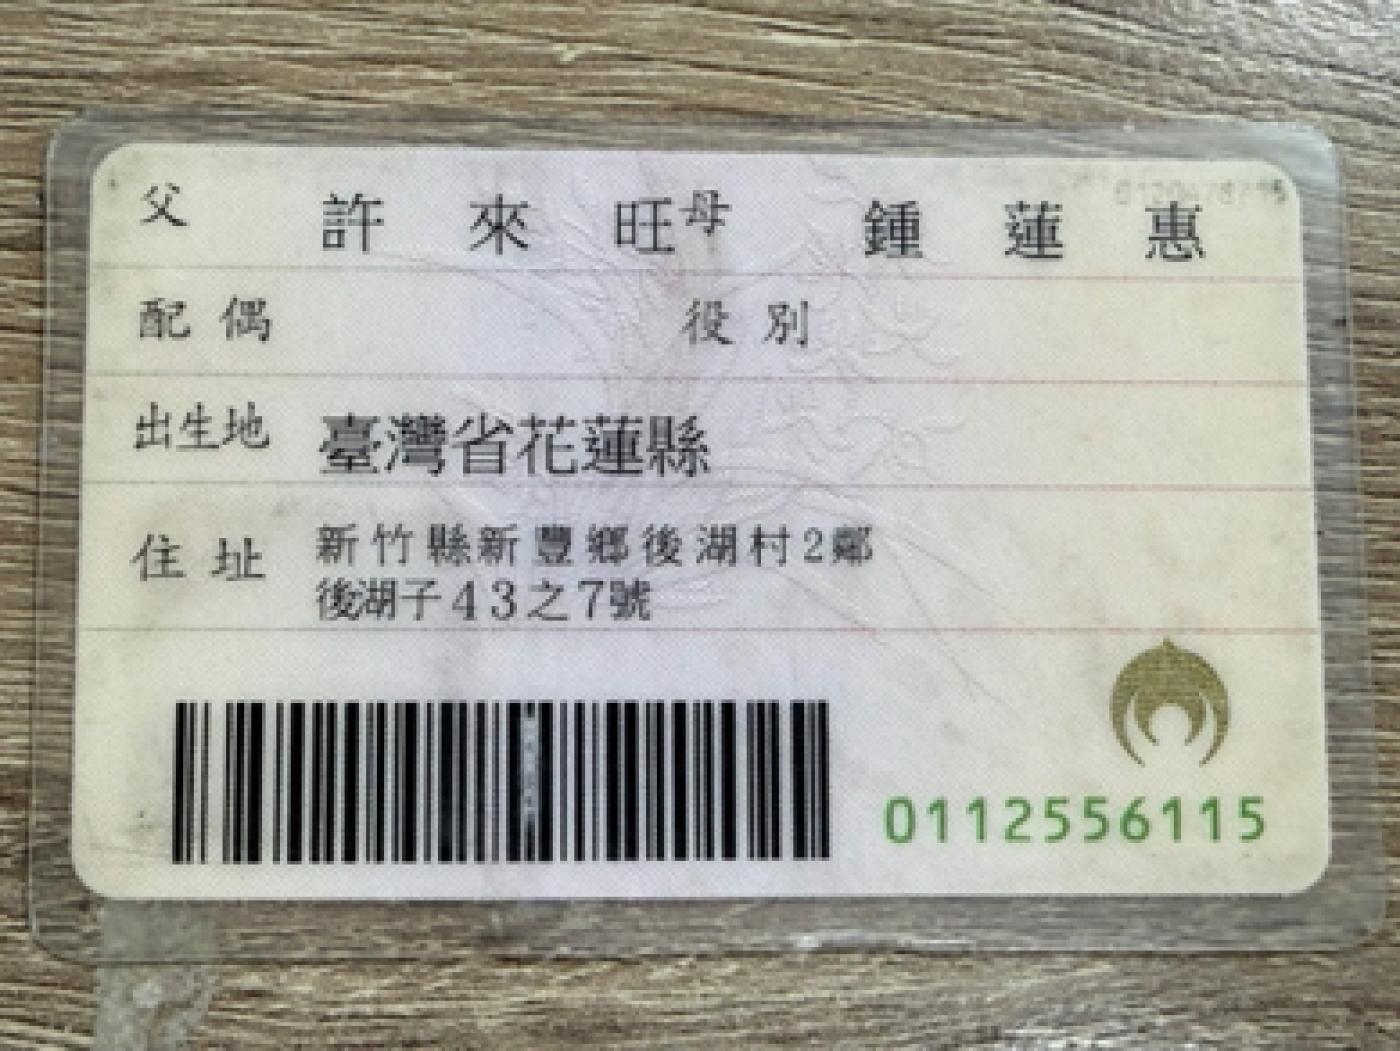 父 許來旺 母 鍾蓮惠
配偶 役別
出生地 臺灣省花蓮縣
住址 新竹縣新豐鄉後湖村2鄰
後湖子43之7號
0112556115